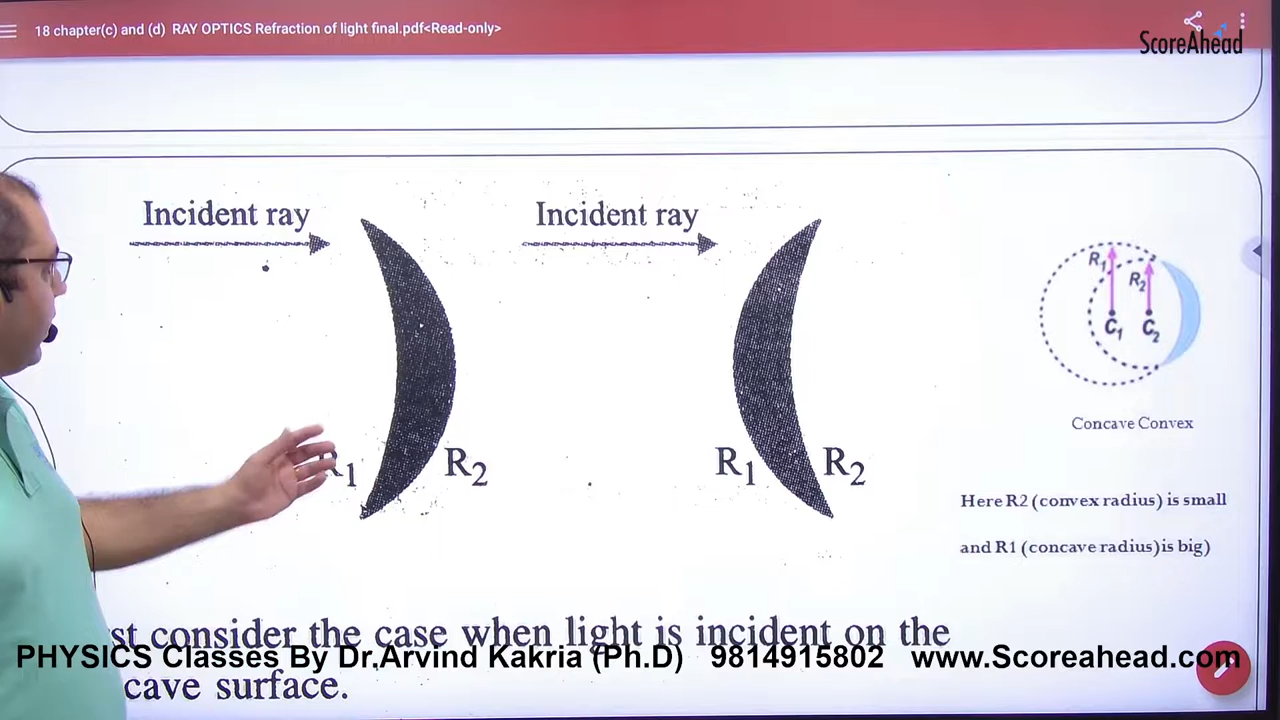 18 chapter(c) and (d) RAY OPTICS Refraction of light final.pdf<Read-only>
ScoreAhead
Incident ray
Incident ray
R1
R2
C1
C2
Concave Convex
R1
R2
R1
R2
Here R2 (convex radius) is small
and R1 (concave radius)is big)
st consider the case when light is incident on the
cave surface.
PHYSICS Classes By Dr.Arvind Kakria (Ph.D) 9814915802 www.Scoreahead.com